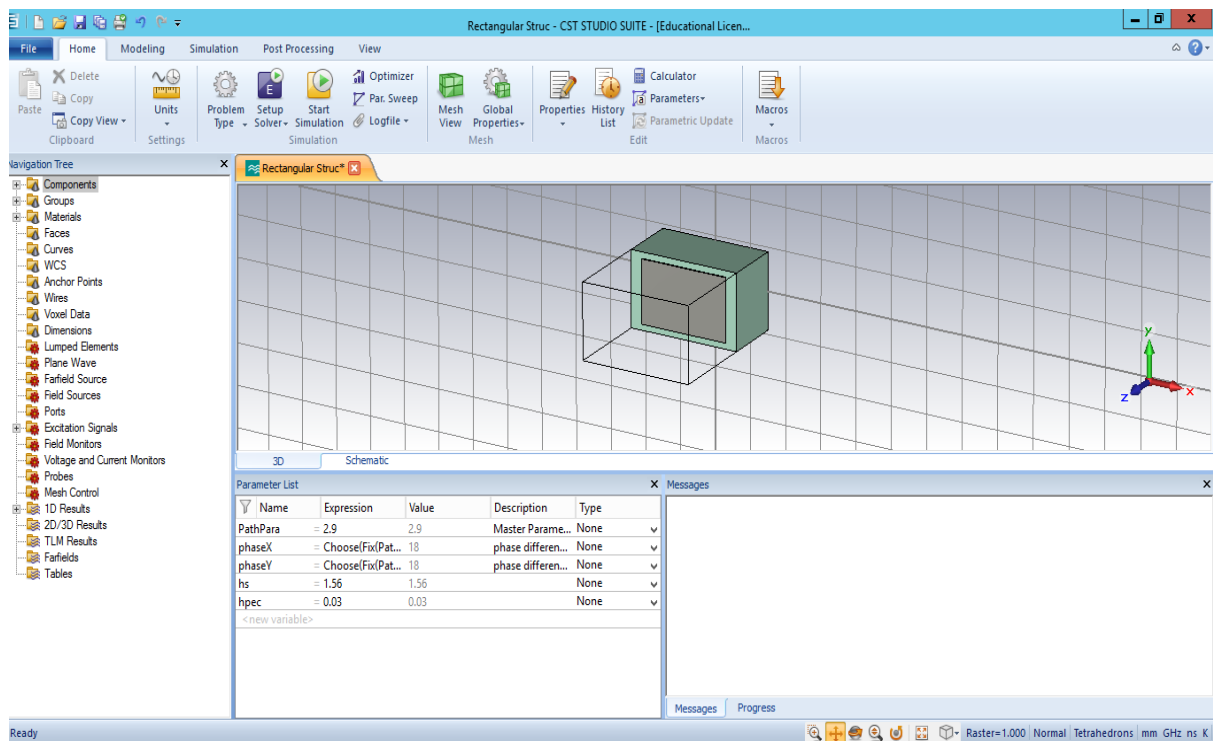 Rectangular Struc - CST STUDIO SUITE - [Educational Licen...
File Home Modeling Simulation Post Processing View
Paste
Delete
Copy
Copy View
Clipboard
Units
Settings
Problem Type
Setup Solver
Start Simulation
Optimizer
Par. Sweep
Logfile
Simulation
Mesh View
Global Properties
Mesh
Properties
History List
Calculator
Parameters
Parametric Update
Edit
Macros
Macros
Navigation Tree
Components
Groups
Materials
Faces
Curves
WCS
Anchor Points
Wires
Voxel Data
Dimensions
Lumped Elements
Plane Wave
Farfield Source
Field Sources
Ports
Excitation Signals
Field Monitors
Voltage and Current Monitors
Probes
Mesh Control
1D Results
2D/3D Results
TLM Results
Farfields
Tables
Rectangular Struc*
y
x
z
3D Schematic
Parameter List
Name Expression Value Description Type
PathPara = 2.9 2.9 Master Parame... None
phaseX = Choose(Fix(Pat... 18 phase differen... None
phaseY = Choose(Fix(Pat... 18 phase differen... None
hs = 1.56 1.56 None
hpec = 0.03 0.03 None
<new variable>
Messages
Messages Progress
Ready
Raster=1.000 Normal Tetrahedrons mm GHz ns K